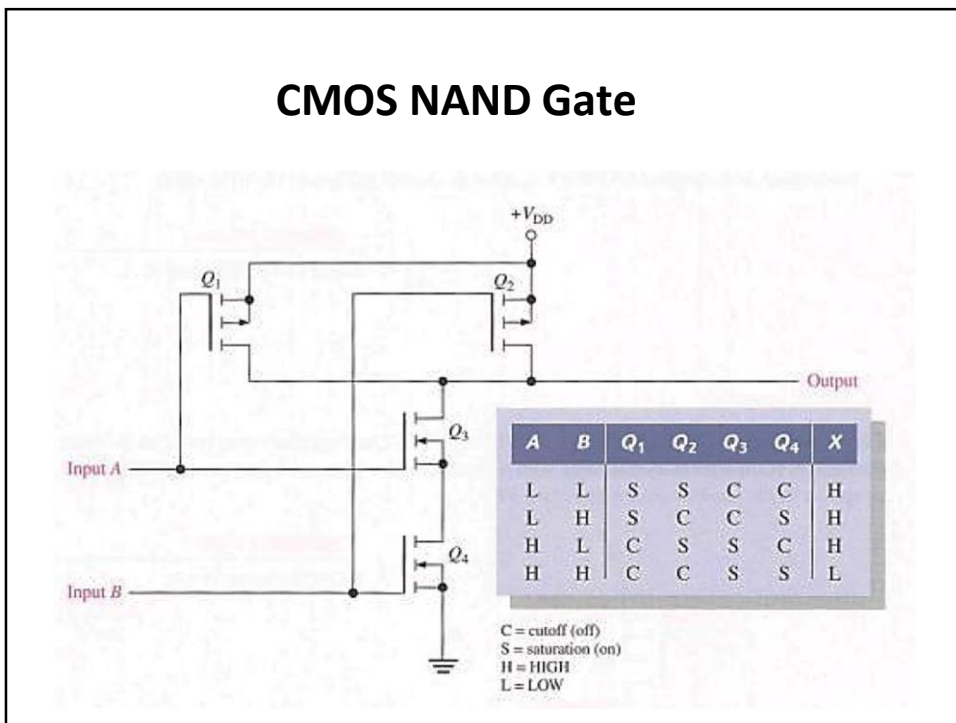 CMOS NAND Gate
+VDD
Q1
Q2
Output
Q3
Input A
Q4
Input B
A B Q1 Q2 Q3 Q4 X
L L S S C C H
L H S C C S H
H L C S S C H
H H C C S S L
C = cutoff (off)
S = saturation (on)
H = HIGH
L = LOW